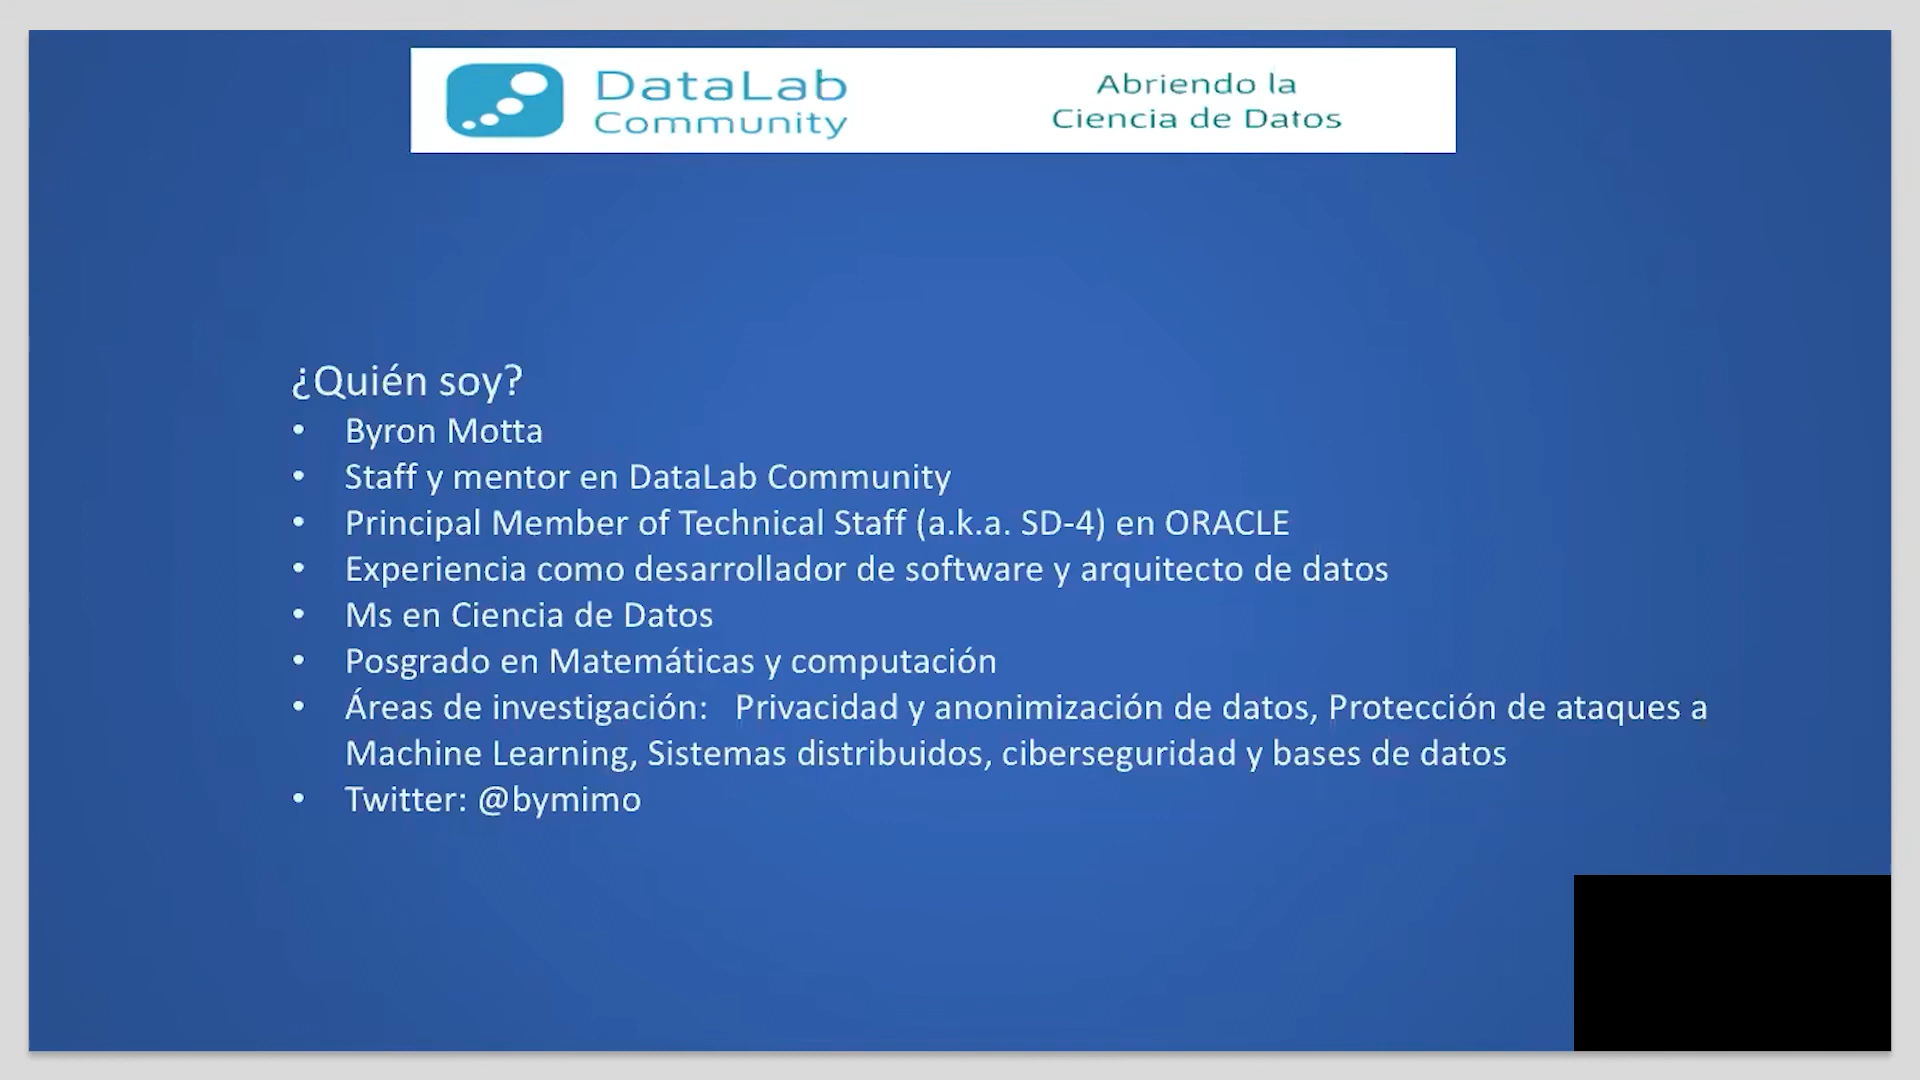 DataLab
Community
Abriendo la
Ciencia de Datos
¿Quién soy?
• Byron Motta
• Staff y mentor en DataLab Community
• Principal Member of Technical Staff (a.k.a. SD-4) en ORACLE
• Experiencia como desarrollador de software y arquitecto de datos
• Ms en Ciencia de Datos
• Posgrado en Matemáticas y computación
• Áreas de investigación: Privacidad y anonimización de datos, Protección de ataques a
Machine Learning, Sistemas distribuidos, ciberseguridad y bases de datos
• Twitter: @bymimo